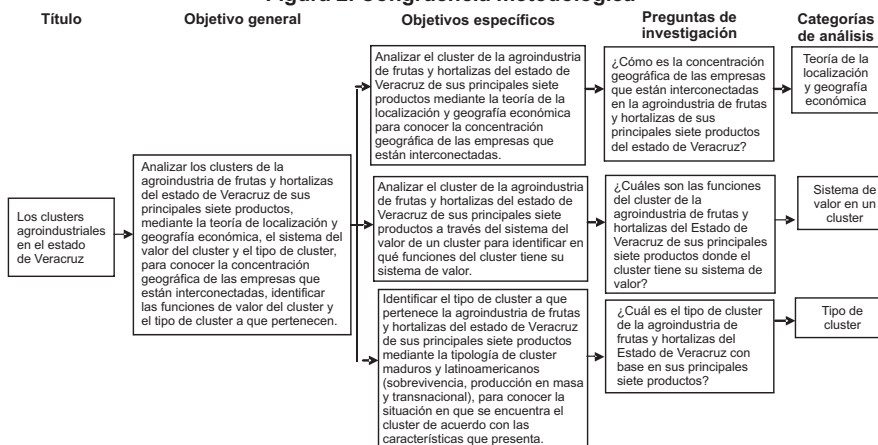 Figura 2. Congruencia metodológica
Título
Objetivo general
Objetivos específicos
Preguntas de
investigación
Categorías
de análisis
Los clusters
agroindustriales
en el estado
de Veracruz
Analizar los clusters de la
agroindustria de frutas y hortalizas
del estado de Veracruz de sus
principales siete productos,
mediante la teoría de localización y
geografía económica, el sistema del
valor del cluster y el tipo de cluster,
para conocer la concentración
geográfica de las empresas que
están interconectadas, identificar
las funciones de valor del cluster y
el tipo de cluster a que pertenecen.
Analizar el cluster de la agroindustria
de frutas y hortalizas del estado de
Veracruz de sus principales siete
productos mediante la teoría de la
localización y geografía económica
para conocer la concentración
geográfica de las empresas que
están interconectadas.
¿Cómo es la concentración
geográfica de las empresas
que están interconectadas
en la agroindustria de frutas
y hortalizas de sus
principales siete productos
del estado de Veracruz?
Teoría de la
localización
y geografía
económica
Analizar el cluster de la agroindustria
de frutas y hortalizas del estado de
Veracruz de sus principales siete
productos a través del sistema del
valor de un cluster para identificar en
qué funciones del cluster tiene su
sistema de valor.
¿Cuáles son las funciones
del cluster de la
agroindustria de frutas y
hortalizas del Estado de
Veracruz de sus principales
siete productos donde el
cluster tiene su sistema de
valor?
Sistema de
valor en un
cluster
Identificar el tipo de cluster a que
pertenece la agroindustria de frutas
y hortalizas del estado de Veracruz
de sus principales siete productos
mediante la tipología de cluster
maduros y latinoamericanos
(sobrevivencia, producción en masa
y transnacional), para conocer la
situación en que se encuentra el
cluster de acuerdo con las
características que presenta.
¿Cuál es el tipo de cluster
de la agroindustria de
frutas y hortalizas del
Estado de Veracruz con
base en sus principales
siete productos?
Tipo de
cluster